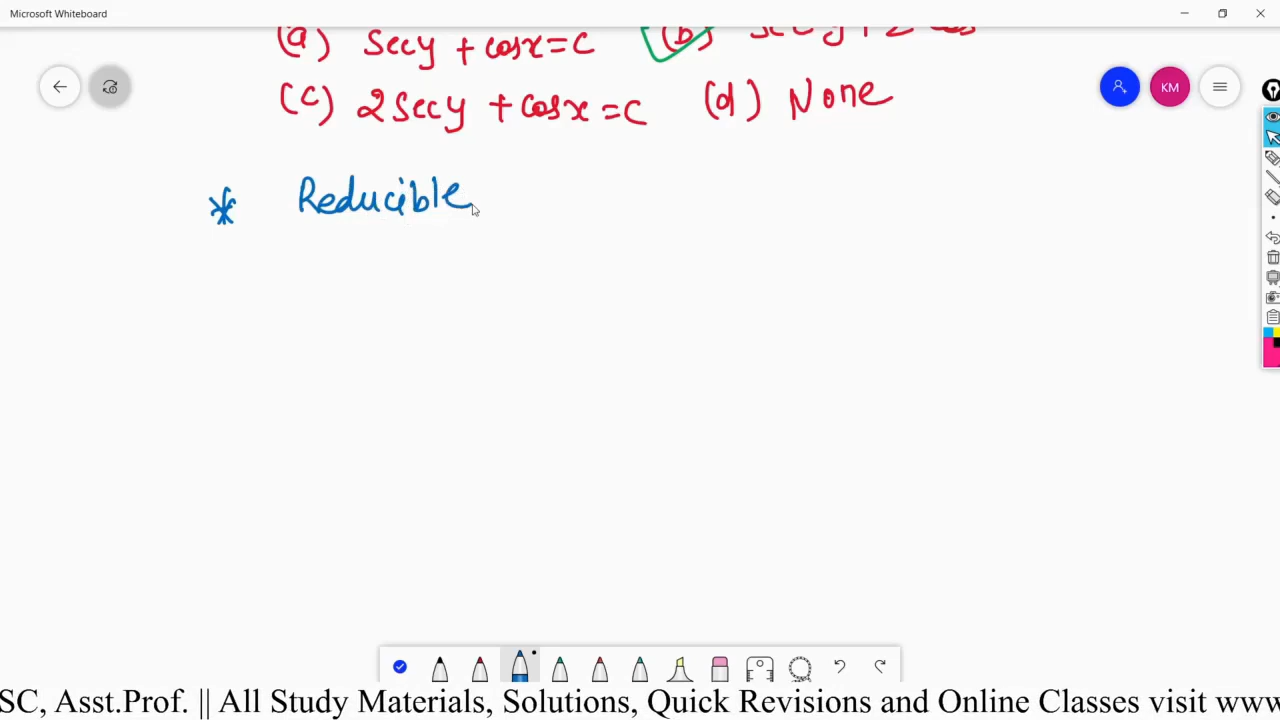 Microsoft Whiteboard
(a) Secy + cosx = c (b)
(c) 2secy + cosx = c (d) None
KM
* Reducible
SC, Asst.Prof. || All Study Materials, Solutions, Quick Revisions and Online Classes visit www